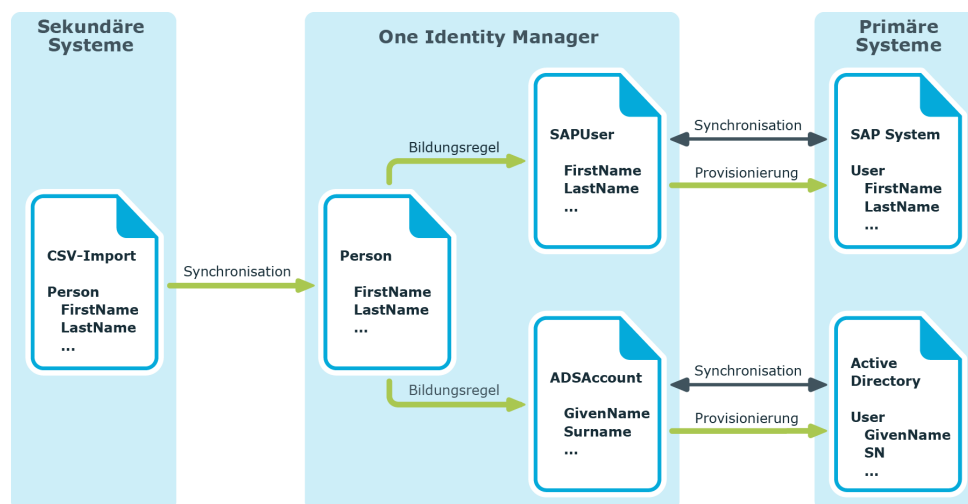 Sekundäre
Systeme
One Identity Manager
Primäre
Systeme
CSV-Import
Person
FirstName
LastName
...
Synchronisation
Person
FirstName
LastName
...
Bildungsregel
Bildungsregel
SAPUser
FirstName
LastName
...
Synchronisation
Provisionierung
SAP System
User
FirstName
LastName
...
ADSAccount
GivenName
Surname
...
Synchronisation
Provisionierung
Active
Directory
User
GivenName
SN
...